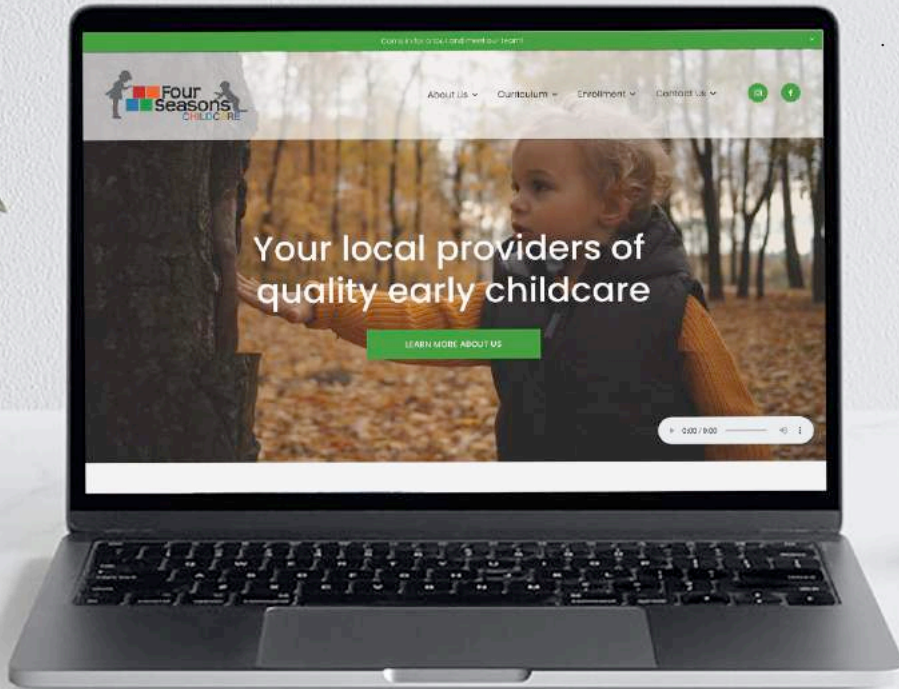 Come in for a tour and meet our team!
Four
Seasons
CHILDCARE
About Us
Curriculum
Enrollment
Contact Us
Your local providers of
quality early childcare
LEARN MORE ABOUT US
0:00 / 0:00